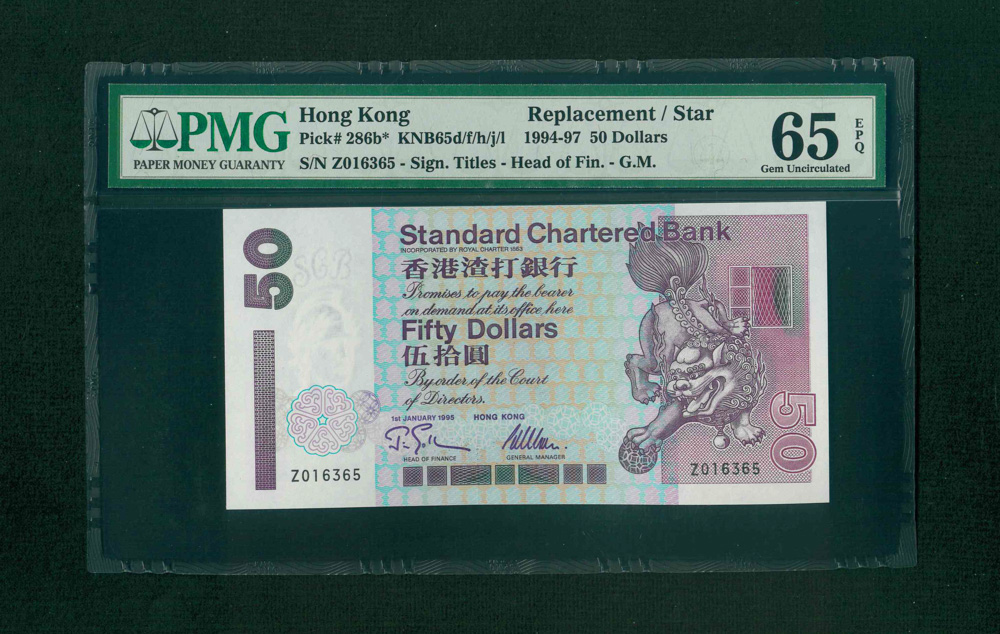 PMG
PAPER MONEY GUARANTY
Hong Kong Replacement / Star
Pick# 286b* KNB65d/f/h/j/l 1994-97 50 Dollars
S/N Z016365 - Sign. Titles - Head of Fin. - G.M.
65 EPQ
Gem Uncirculated
50
SCB
Standard Chartered Bank
INCORPORATED BY ROYAL CHARTER 1853
香港渣打銀行
Promises to pay the bearer
on demand at its office here
Fifty Dollars
伍拾圓
By order of the Court
of Directors.
1st JANUARY 1995 HONG KONG
HEAD OF FINANCE GENERAL MANAGER
Z016365
Z016365
50